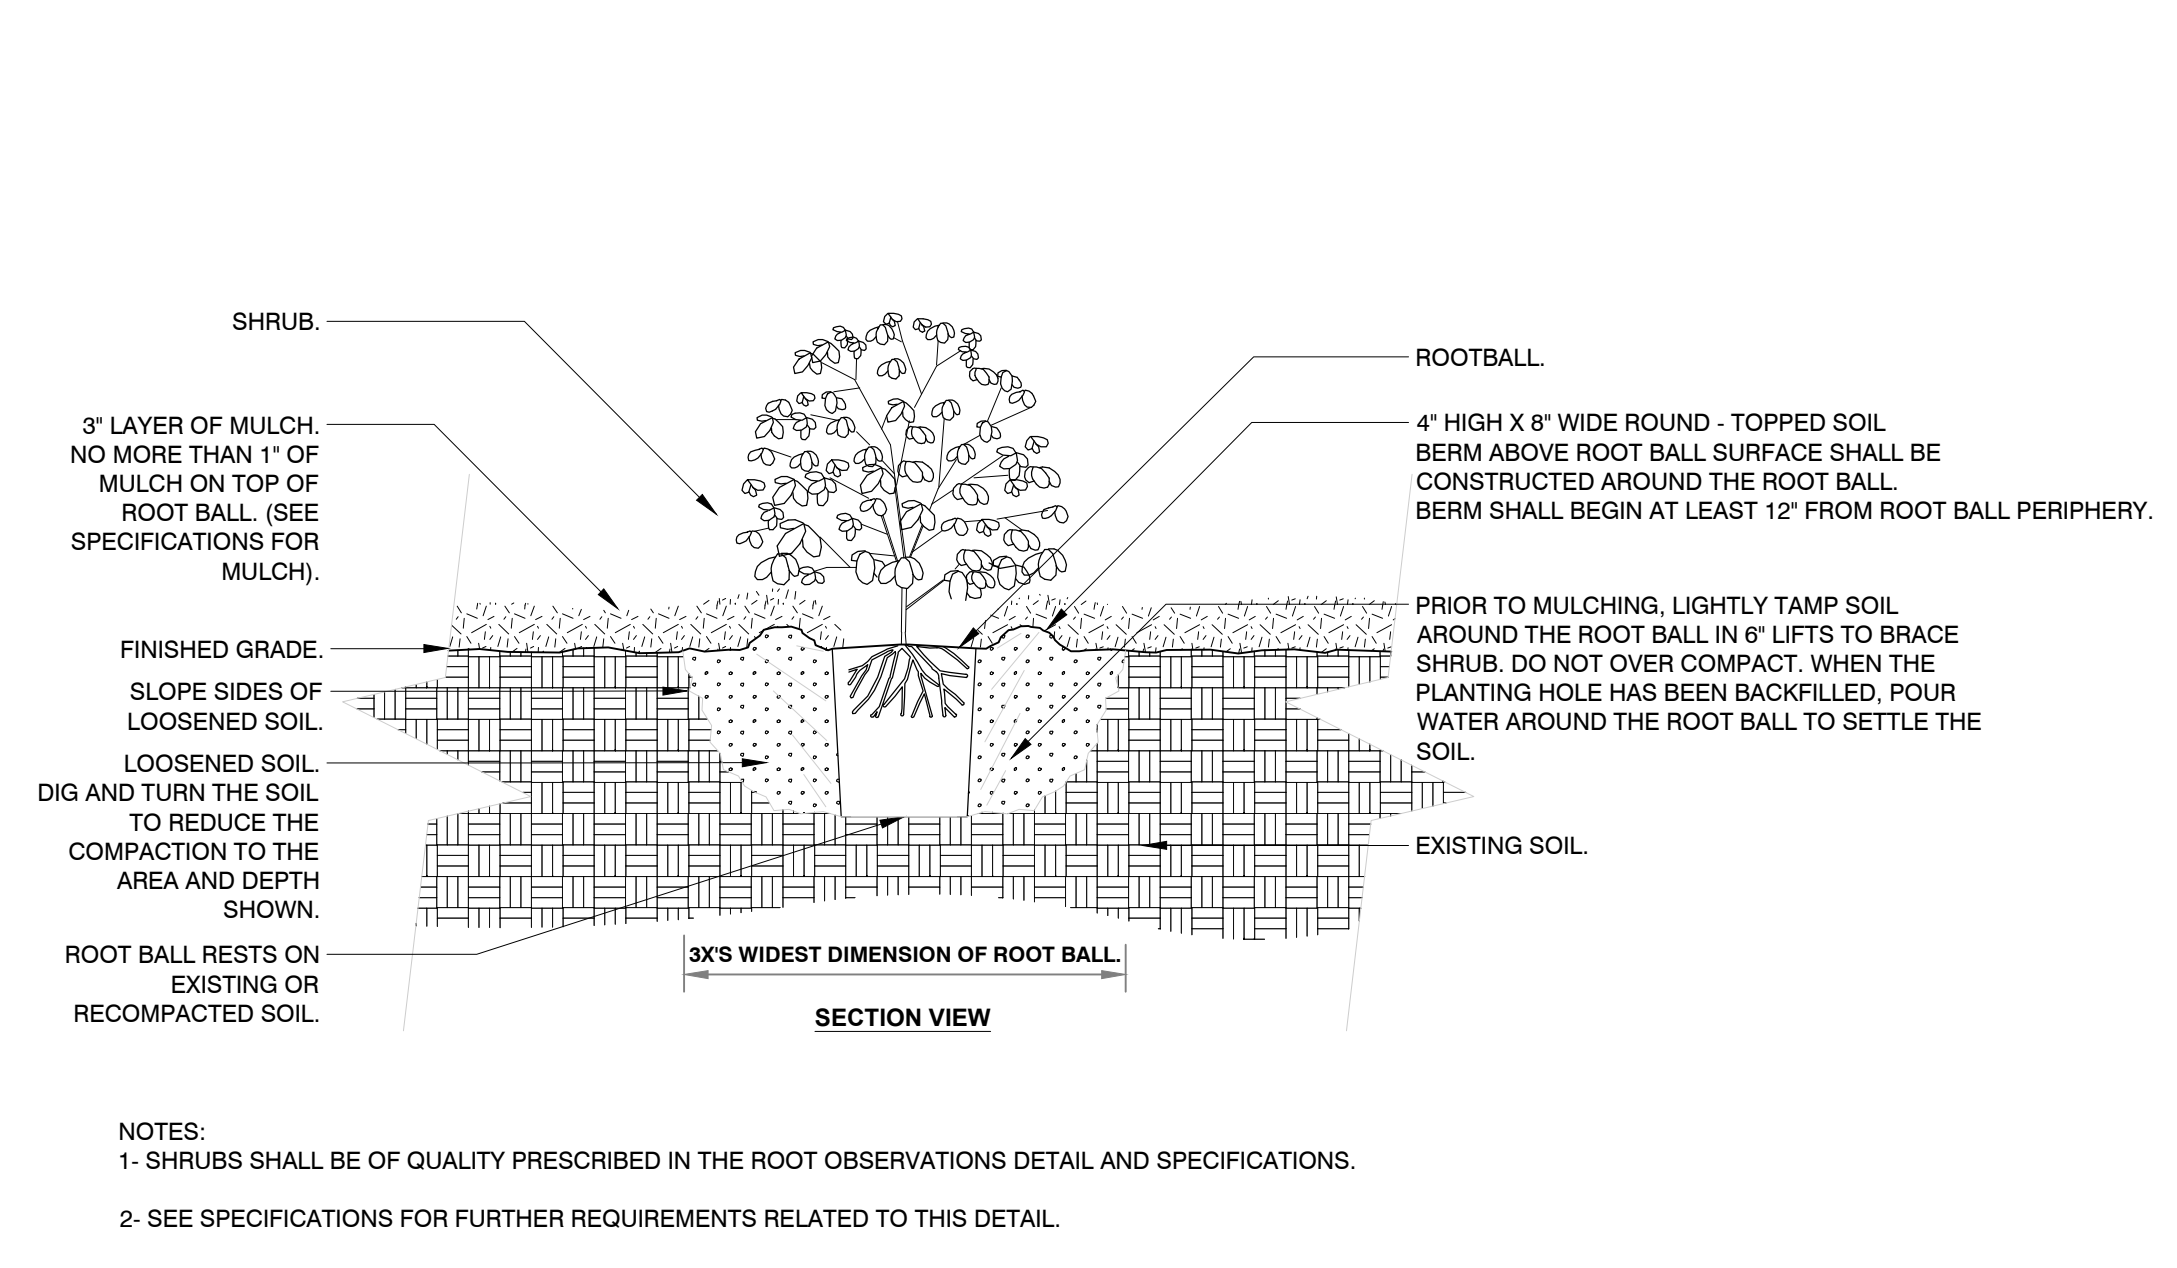 SHRUB.
3" LAYER OF MULCH.
NO MORE THAN 1" OF
MULCH ON TOP OF
ROOT BALL. (SEE
SPECIFICATIONS FOR
MULCH).
FINISHED GRADE.
SLOPE SIDES OF
LOOSENED SOIL.
LOOSENED SOIL.
DIG AND TURN THE SOIL
TO REDUCE THE
COMPACTION TO THE
AREA AND DEPTH
SHOWN.
ROOT BALL RESTS ON
EXISTING OR
RECOMPACTED SOIL.
ROOTBALL.
4" HIGH X 8" WIDE ROUND - TOPPED SOIL
BERM ABOVE ROOT BALL SURFACE SHALL BE
CONSTRUCTED AROUND THE ROOT BALL.
BERM SHALL BEGIN AT LEAST 12" FROM ROOT BALL PERIPHERY.
PRIOR TO MULCHING, LIGHTLY TAMP SOIL
AROUND THE ROOT BALL IN 6" LIFTS TO BRACE
SHRUB. DO NOT OVER COMPACT. WHEN THE
PLANTING HOLE HAS BEEN BACKFILLED, POUR
WATER AROUND THE ROOT BALL TO SETTLE THE
SOIL.
EXISTING SOIL.
3X'S WIDEST DIMENSION OF ROOT BALL.
SECTION VIEW
NOTES:
1- SHRUBS SHALL BE OF QUALITY PRESCRIBED IN THE ROOT OBSERVATIONS DETAIL AND SPECIFICATIONS.
2- SEE SPECIFICATIONS FOR FURTHER REQUIREMENTS RELATED TO THIS DETAIL.